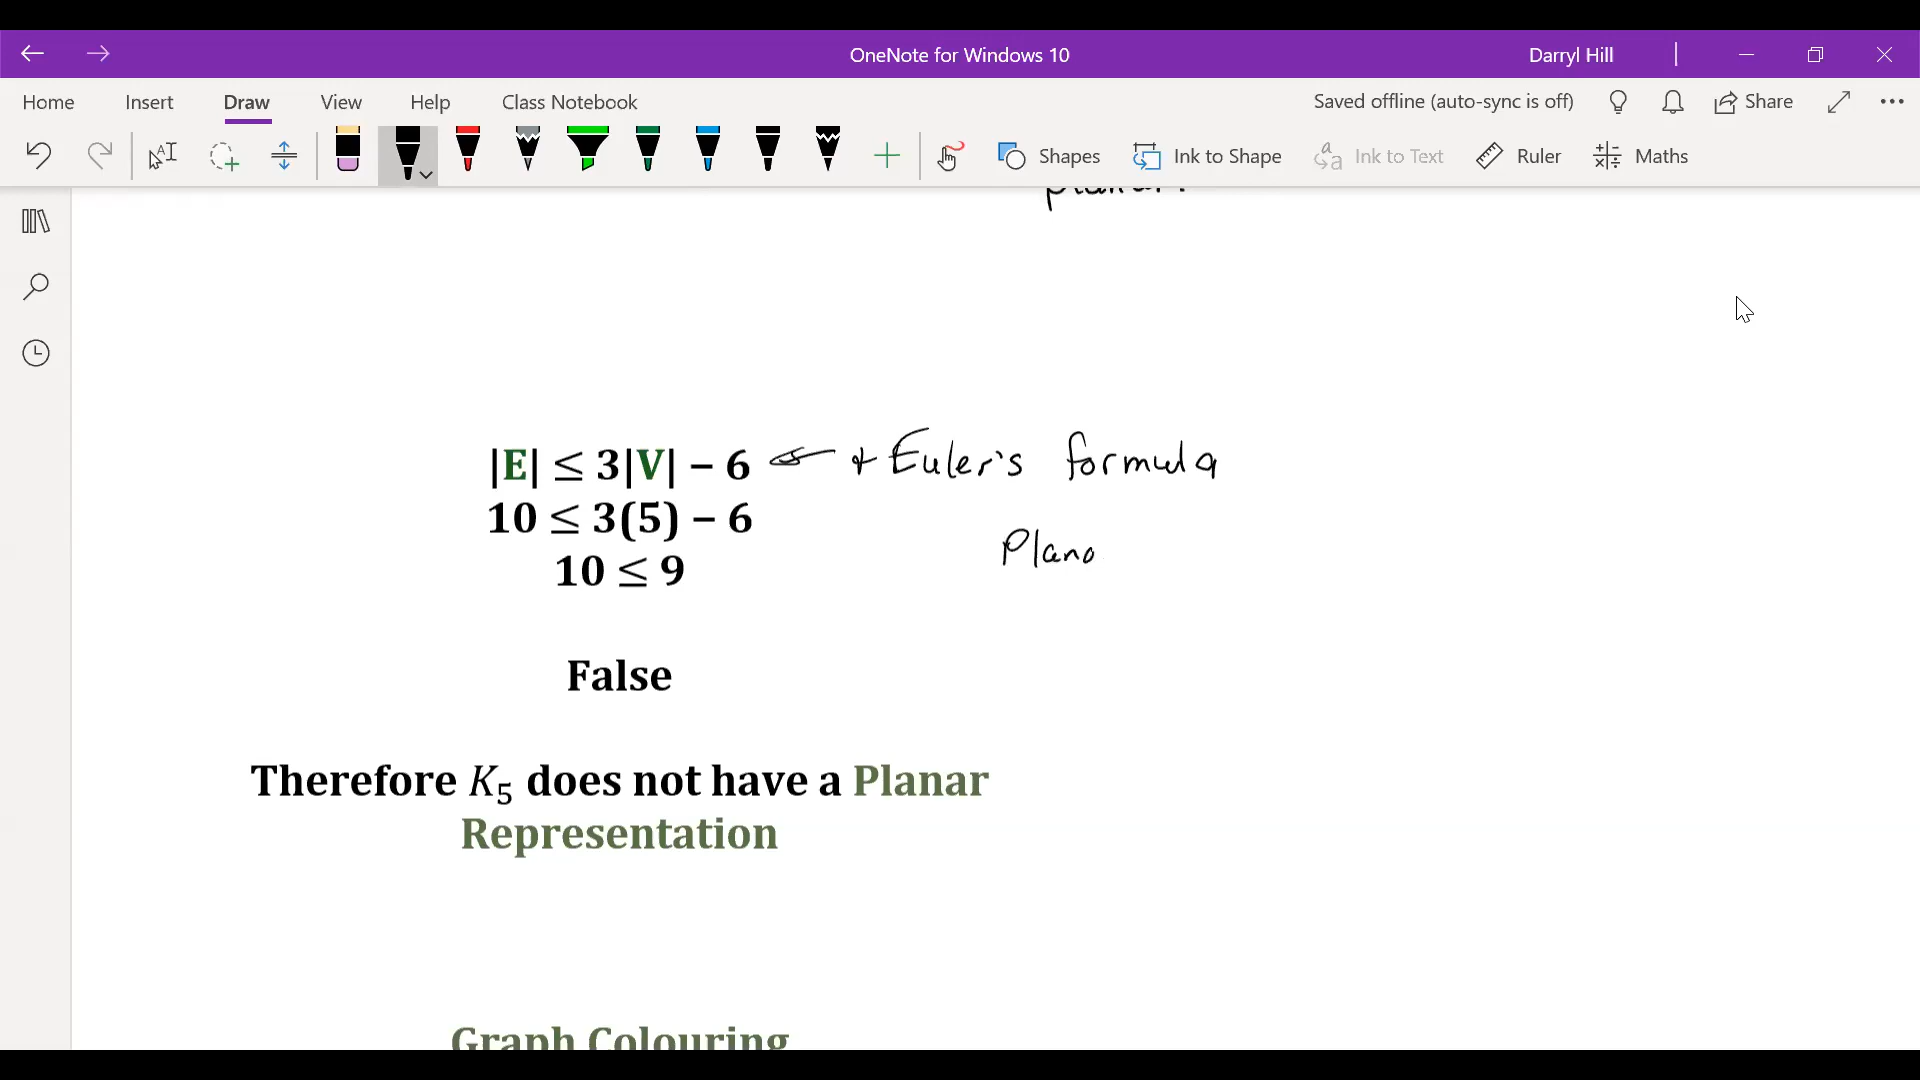 OneNote for Windows 10
Darryl Hill
Home Insert Draw View Help Class Notebook
Saved offline (auto-sync is off) Share
Shapes Ink to Shape Ink to Text Ruler Maths
planar?
|E| ≤ 3|V| − 6 ← + Euler's formula
10 ≤ 3(5) − 6
Plana
10 ≤ 9
False
Therefore K₅ does not have a Planar
Representation
Graph Colouring